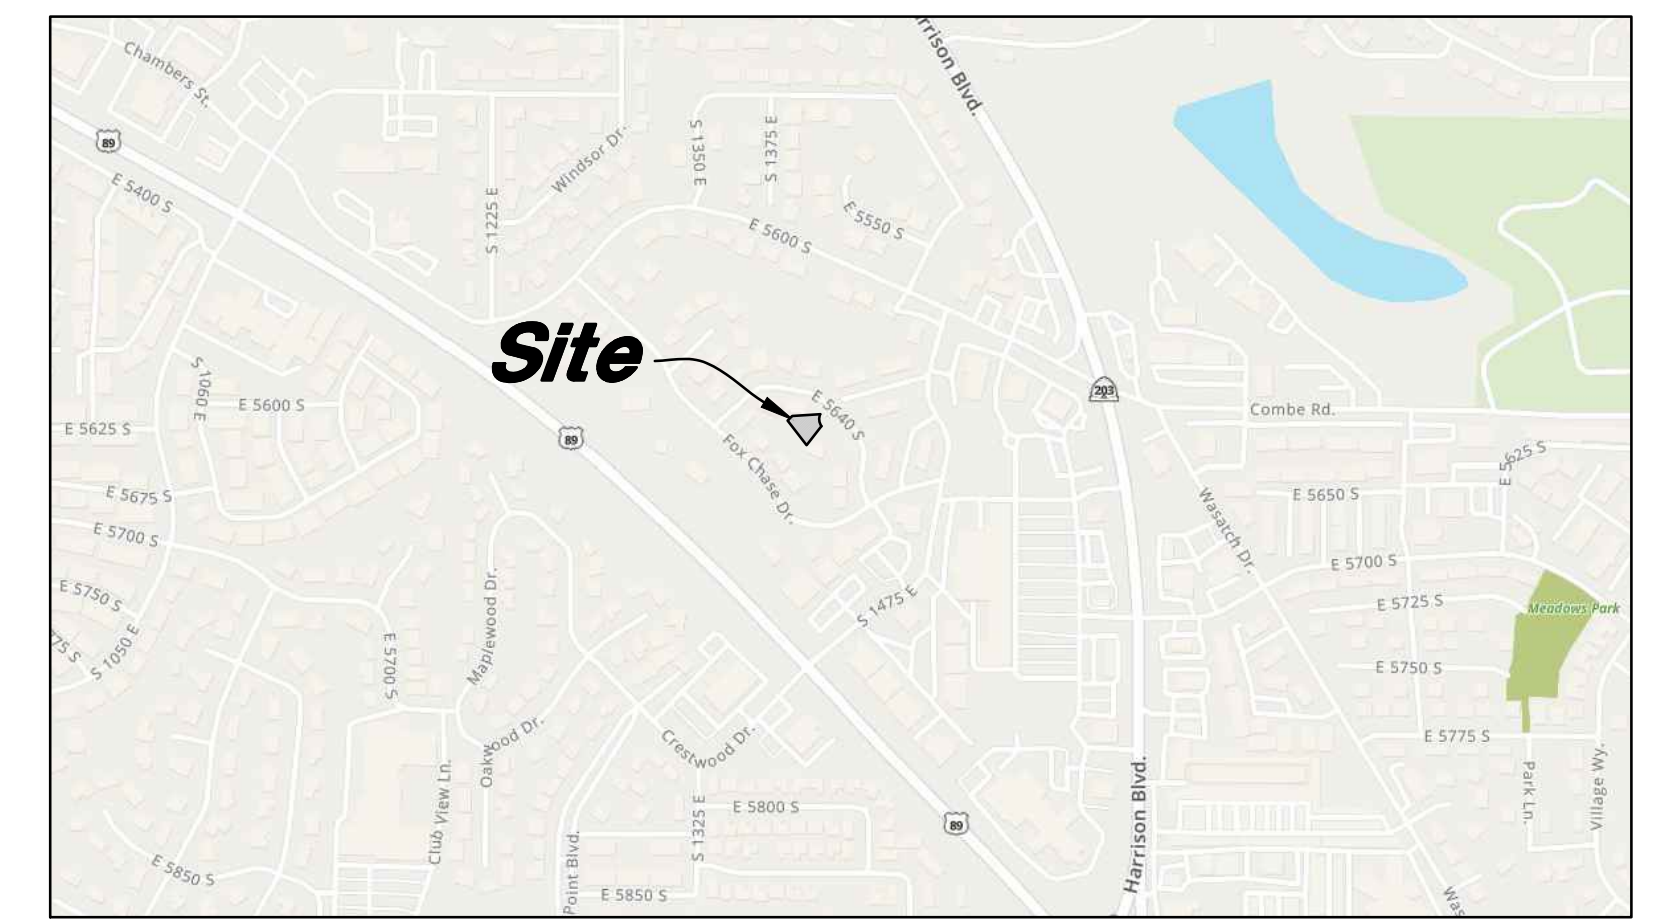 Harrison Blvd.
Chambers St.
89
E 5400 S
S 1225 E
Windsor Dr.
S 1350 E
S 1375 E
E 5550 S
E 5600 S
Site
S 1060 E
E 5600 S
E 5625 S
89
E 5640 S
203
Combe Rd.
Fox Chase Dr.
E 5675 S
E 5700 S
E 5625 S
E 5650 S
Wasatch Dr.
E 5700 S
E 5725 S
Meadows Park
E 5750 S
75 S
S 1050 E
E 5700 S
Maplewood Dr.
S 1475 E
E 5750 S
Oakwood Dr.
Crestwood Dr.
E 5775 S
Club View Ln.
Point Blvd.
S 1325 E
E 5800 S
89
Harrison Blvd.
Park Ln.
Village Wy.
E 5850 S
E 5850 S
Was